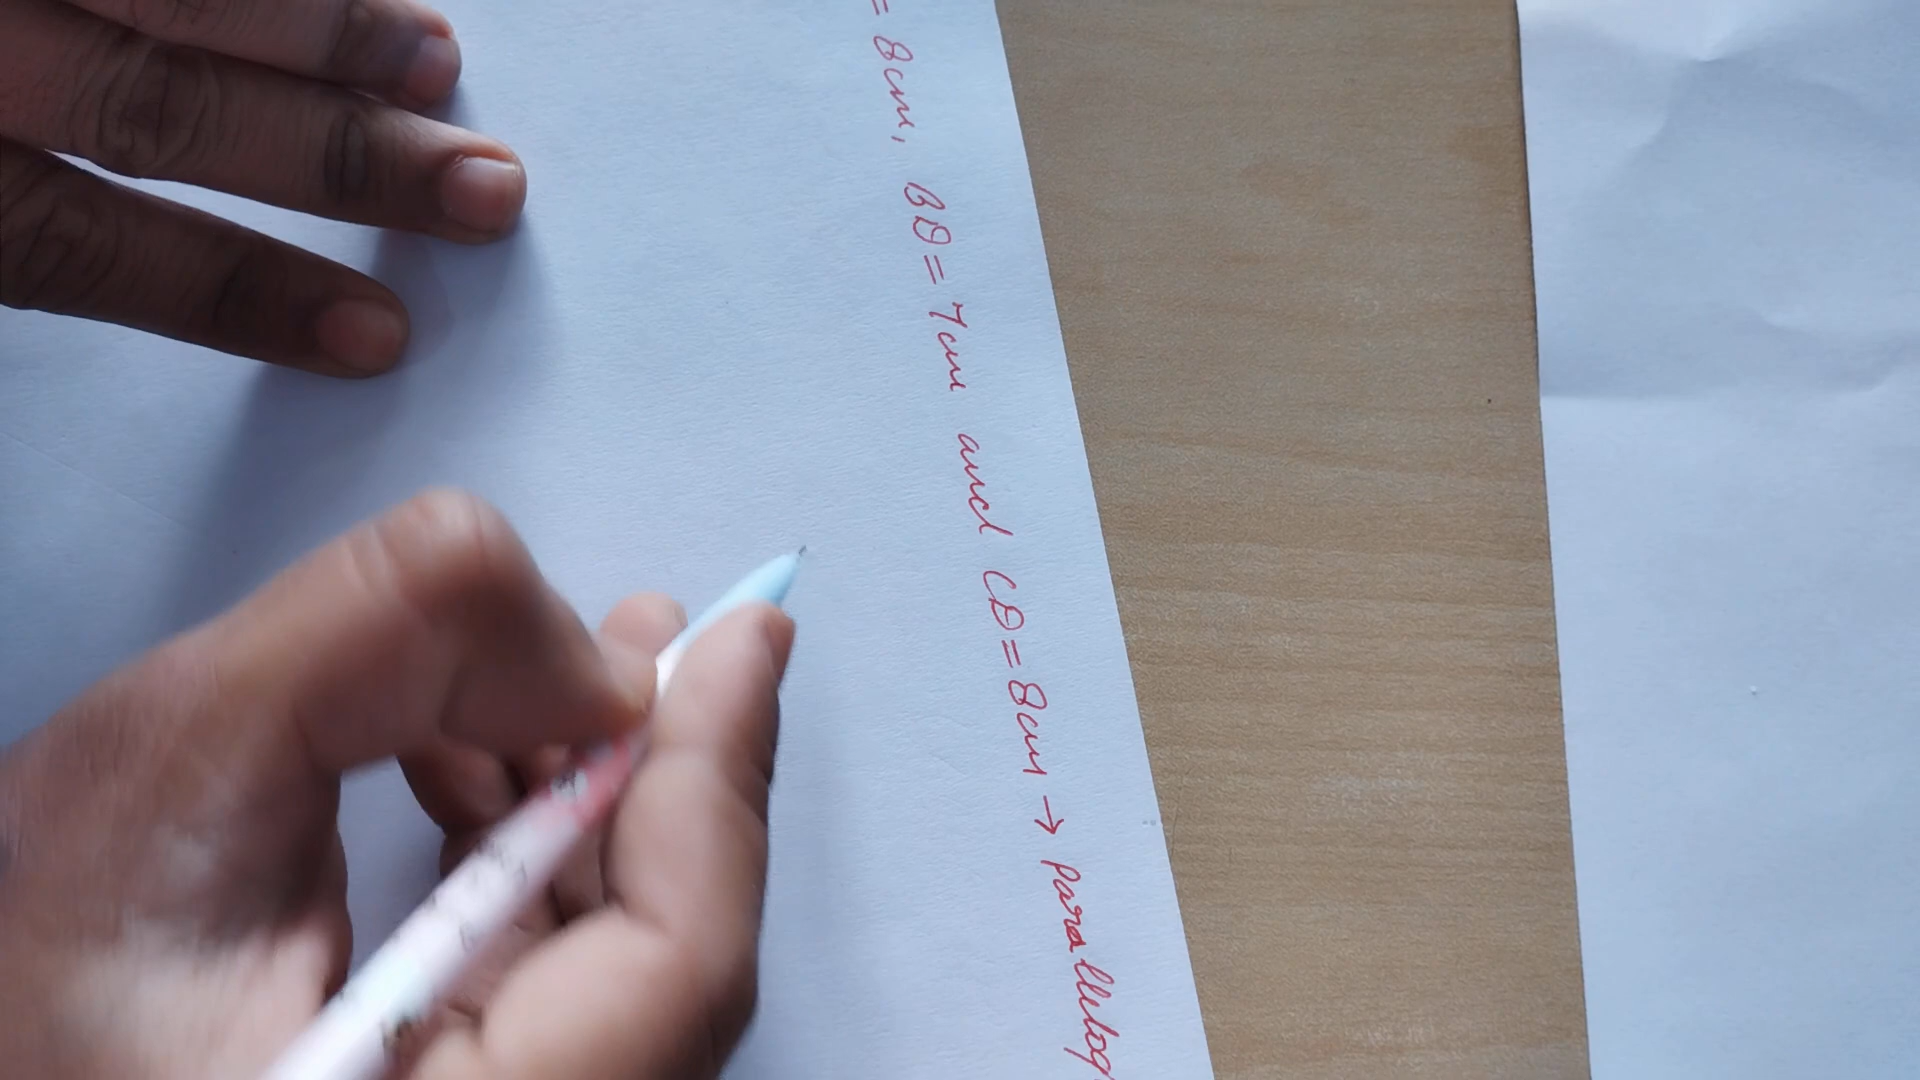 = 8cm, BD = 7cm and CD = 8cm → parallelog